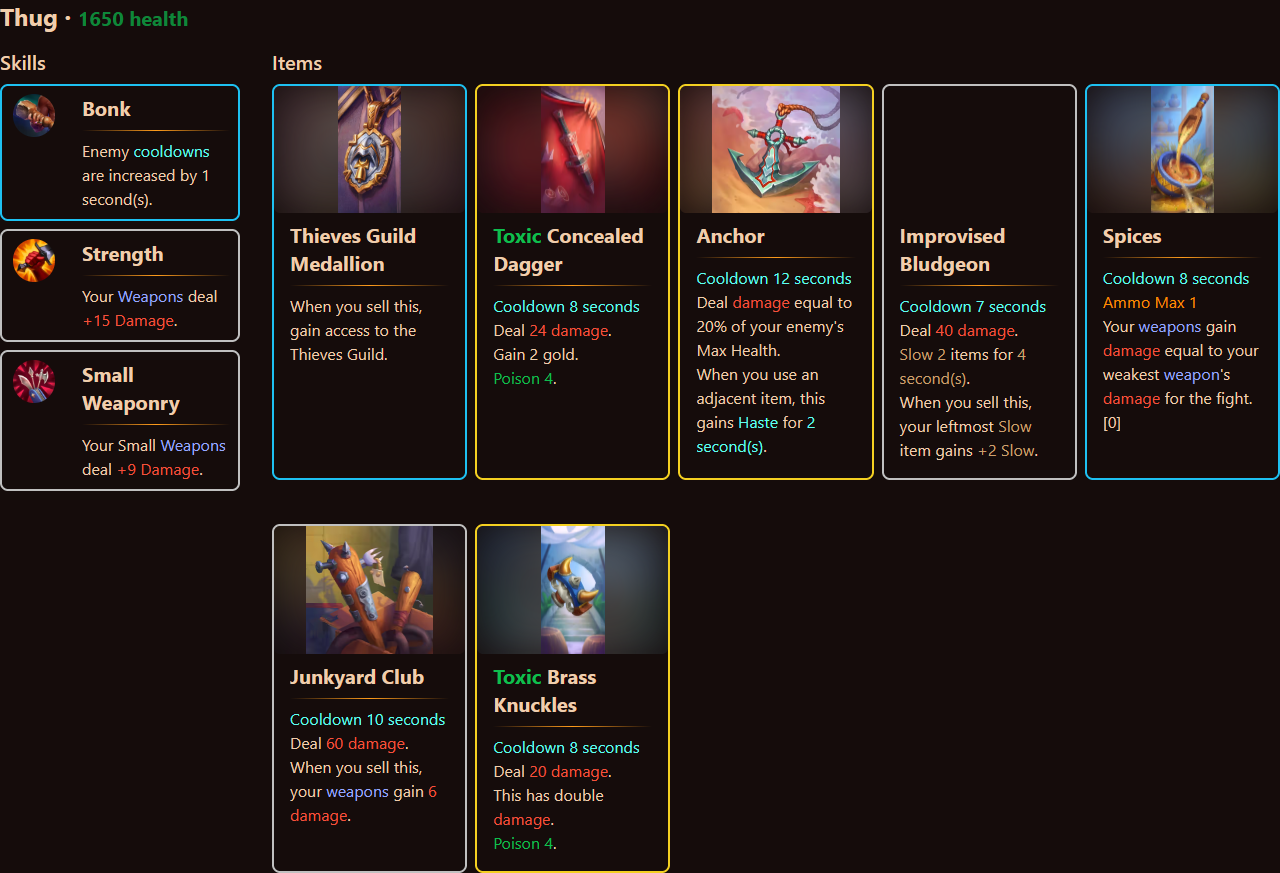 Thug · 1650 health
Skills
Bonk
Enemy cooldowns
are increased by 1
second(s).
Strength
Your Weapons deal
+15 Damage.
Small
Weaponry
Your Small Weapons
deal +9 Damage.
Items
Thieves Guild
Medallion
When you sell this,
gain access to the
Thieves Guild.
Toxic Concealed
Dagger
Cooldown 8 seconds
Deal 24 damage.
Gain 2 gold.
Poison 4.
Anchor
Cooldown 12 seconds
Deal damage equal to
20% of your enemy's
Max Health.
When you use an
adjacent item, this
gains Haste for 2
second(s).
Improvised
Bludgeon
Cooldown 7 seconds
Deal 40 damage.
Slow 2 items for 4
second(s).
When you sell this,
your leftmost Slow
item gains +2 Slow.
Spices
Cooldown 8 seconds
Ammo Max 1
Your weapons gain
damage equal to your
weakest weapon's
damage for the fight.
[0]
Junkyard Club
Cooldown 10 seconds
Deal 60 damage.
When you sell this,
your weapons gain 6
damage.
Toxic Brass
Knuckles
Cooldown 8 seconds
Deal 20 damage.
This has double
damage.
Poison 4.